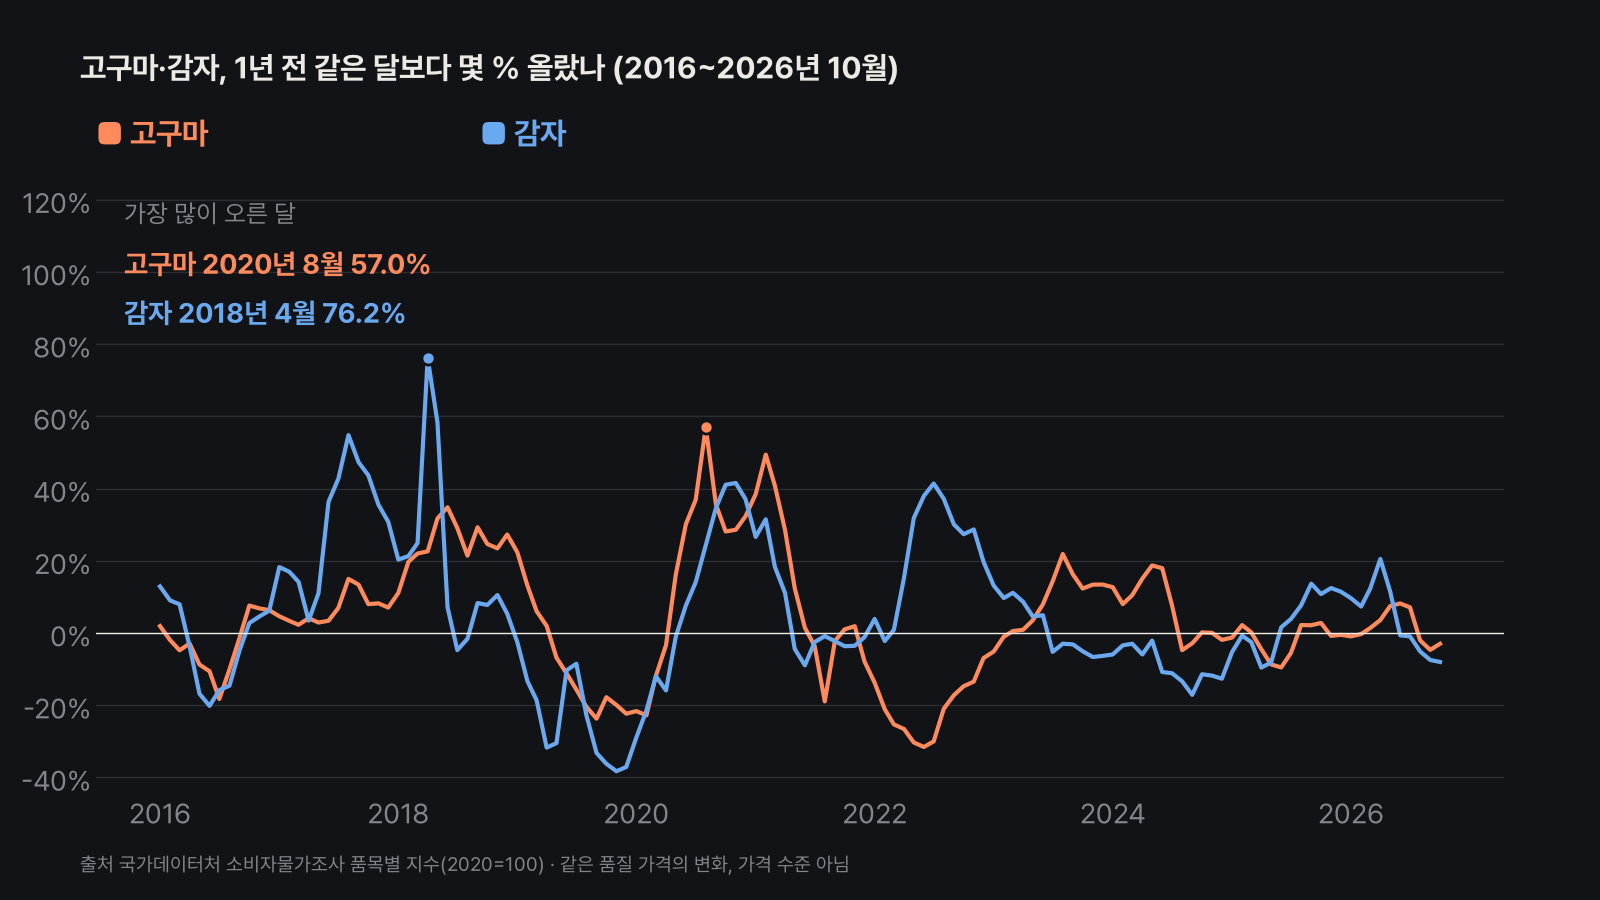 고구마·감자, 1년 전 같은 달보다 몇 % 올랐나 (2016~2026년 10월)
고구마 감자
120%
가장 많이 오른 달
고구마 2020년 8월 57.0%
100%
감자 2018년 4월 76.2%
80%
60%
40%
20%
0%
-20%
-40%
2016 2018 2020 2022 2024 2026
출처 국가데이터처 소비자물가조사 품목별 지수(2020=100) · 같은 품질 가격의 변화, 가격 수준 아님